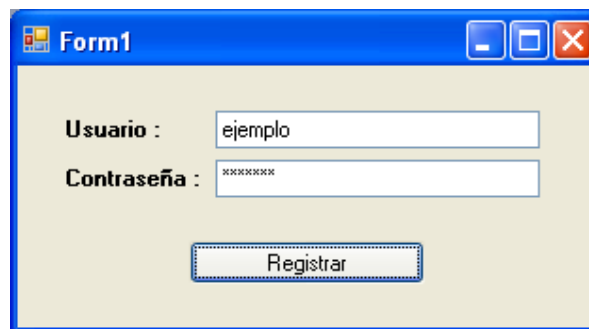 Form1
Usuario : ejemplo
Contraseña : *******
Registrar